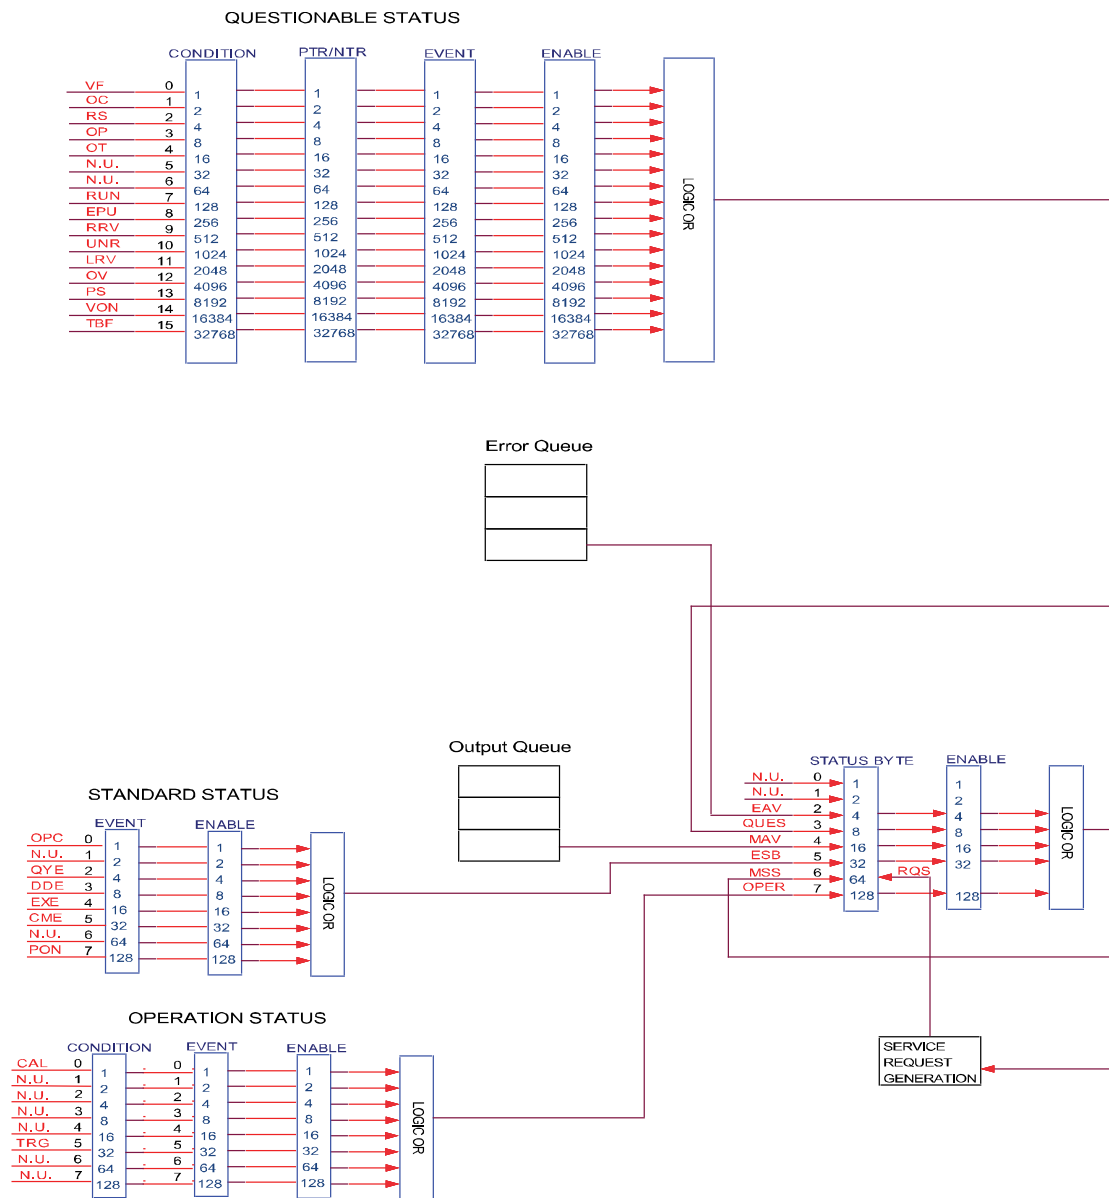 QUESTIONABLE STATUS
CONDITION PTR/NTR EVENT ENABLE
VF 0 1 1 1 1
OC 1 2 2 2 2
RS 2 4 4 4 4
OP 3 8 8 8 8
OT 4 16 16 16 16
N.U. 5 32 32 32 32
N.U. 6 64 64 64 64
RUN 7 128 128 128 128
EPU 8 256 256 256 256
RRV 9 512 512 512 512
UNR 10 1024 1024 1024 1024
LRV 11 2048 2048 2048 2048
OV 12 4096 4096 4096 4096
PS 13 8192 8192 8192 8192
VON 14 16384 16384 16384 16384
TBF 15 32768 32768 32768 32768
LOGIC OR
Error Queue
Output Queue
STATUS BYTE ENABLE
N.U. 0 1 1
N.U. 1 2 2
EAV 2 4 4
QUES 3 8 8
MAV 4 16 16
ESB 5 32 32
MSS 6 64 RQS
OPER 7 128 128
LOGIC OR
STANDARD STATUS
EVENT ENABLE
OPC 0 1 1
N.U. 1 2 2
QYE 2 4 4
DDE 3 8 8
EXE 4 16 16
CME 5 32 32
N.U. 6 64 64
PON 7 128 128
LOGIC OR
OPERATION STATUS
CONDITION EVENT ENABLE
CAL 0 1 0 1 1
N.U. 1 2 1 2 2
N.U. 2 4 2 4 4
N.U. 3 8 3 8 8
N.U. 4 16 4 16 16
TRG 5 32 5 32 32
N.U. 6 64 6 64 64
N.U. 7 128 7 128 128
LOGIC OR
SERVICE
REQUEST
GENERATION